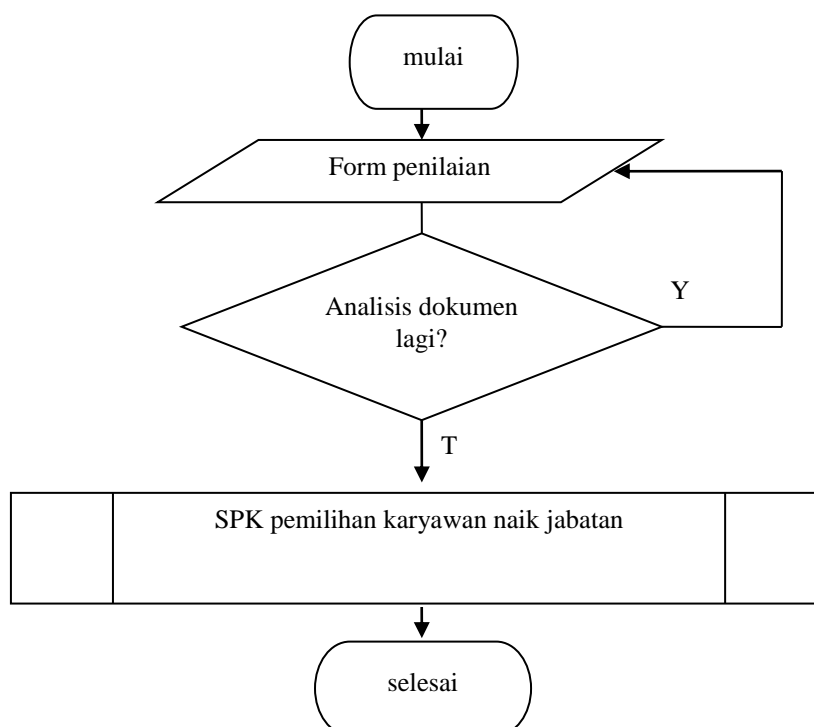 mulai
Form penilaian
Analisis dokumen
lagi?
Y
T
SPK pemilihan karyawan naik jabatan
selesai